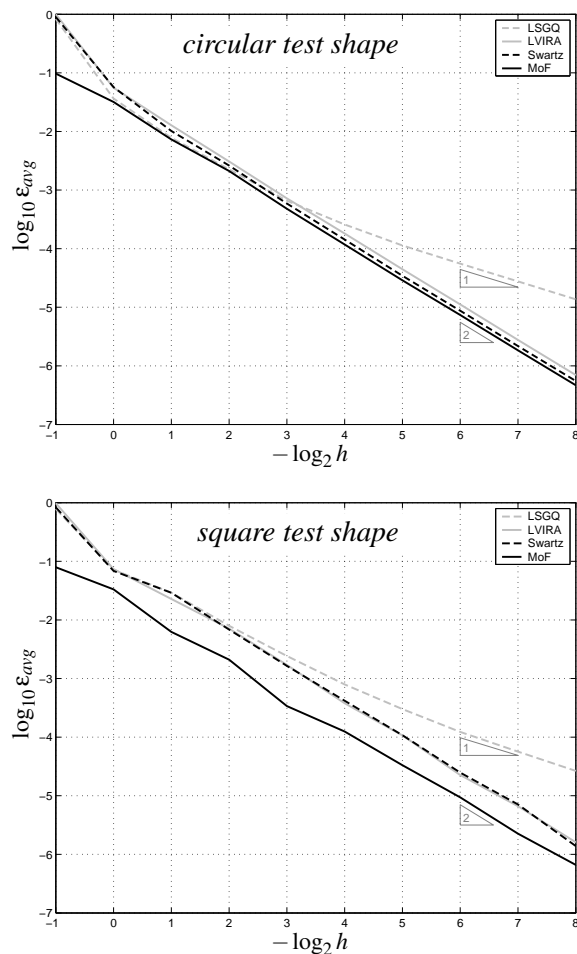 circular test shape
LSGQ
LVIRA
Swartz
MoF
log₁₀ ε_avg
0
−1
−2
−3
−4
−5
−6
−7
1
2
−1 0 1 2 3 4 5 6 7 8
− log₂ h
square test shape
LSGQ
LVIRA
Swartz
MoF
log₁₀ ε_avg
0
−1
−2
−3
−4
−5
−6
−7
1
2
−1 0 1 2 3 4 5 6 7 8
− log₂ h